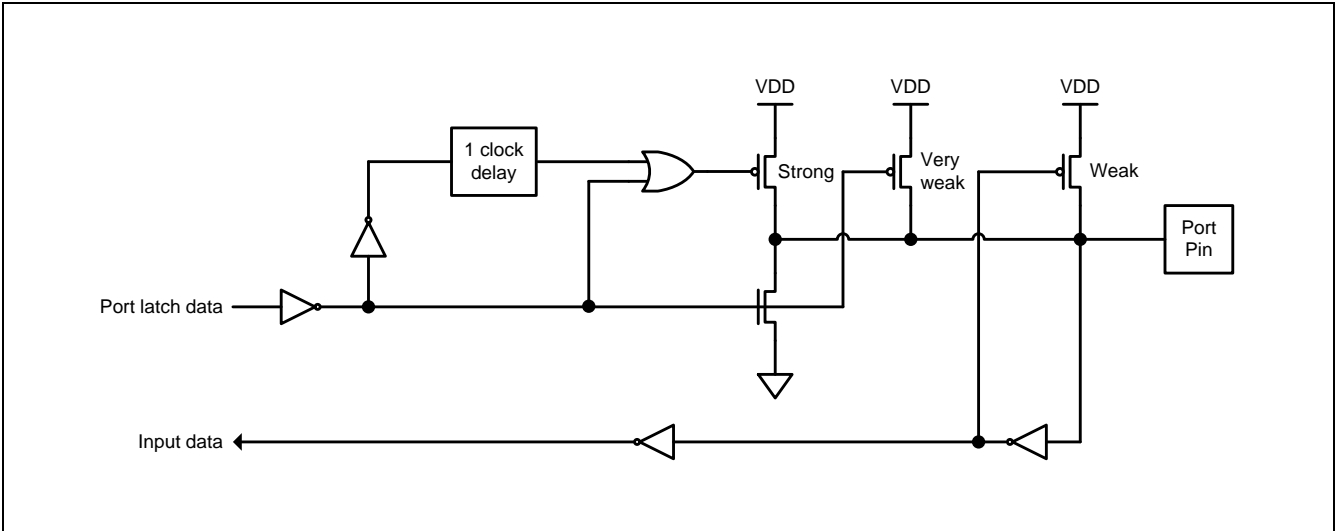 VDD
VDD
VDD
1 clock
delay
Strong
Very
weak
Weak
Port
Pin
Port latch data
Input data